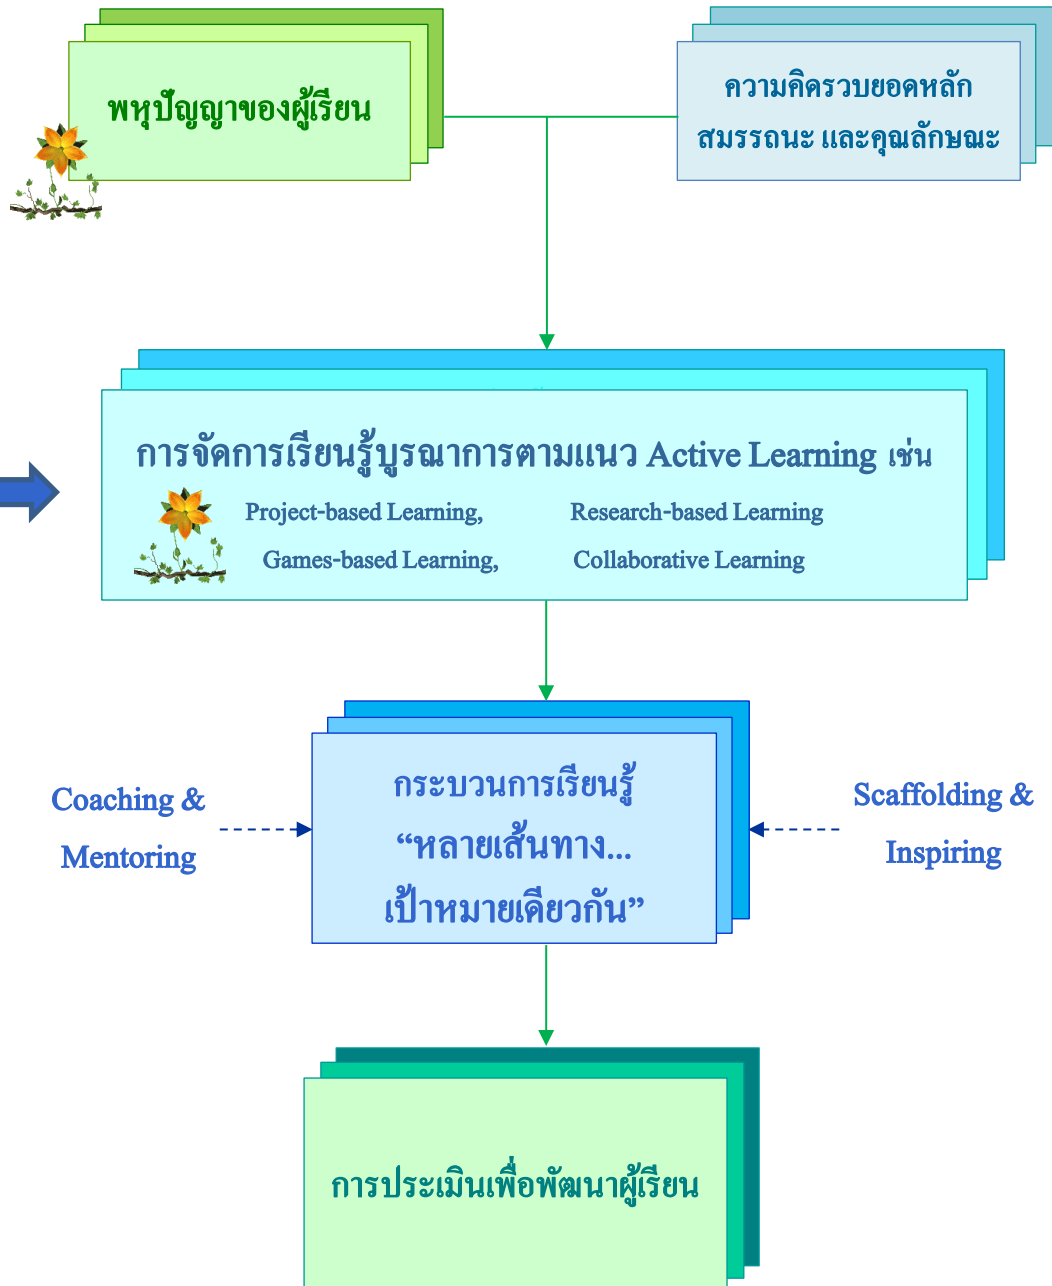 พหุปัญญาของผู้เรียน
ความคิดรวบยอดหลัก
สมรรถนะ และคุณลักษณะ
การจัดการเรียนรู้บูรณาการตามแนว Active Learning เช่น
Project-based Learning, Research-based Learning
Games-based Learning, Collaborative Learning
Coaching &
Mentoring
กระบวนการเรียนรู้
“หลายเส้นทาง...
เป้าหมายเดียวกัน”
Scaffolding &
Inspiring
การประเมินเพื่อพัฒนาผู้เรียน